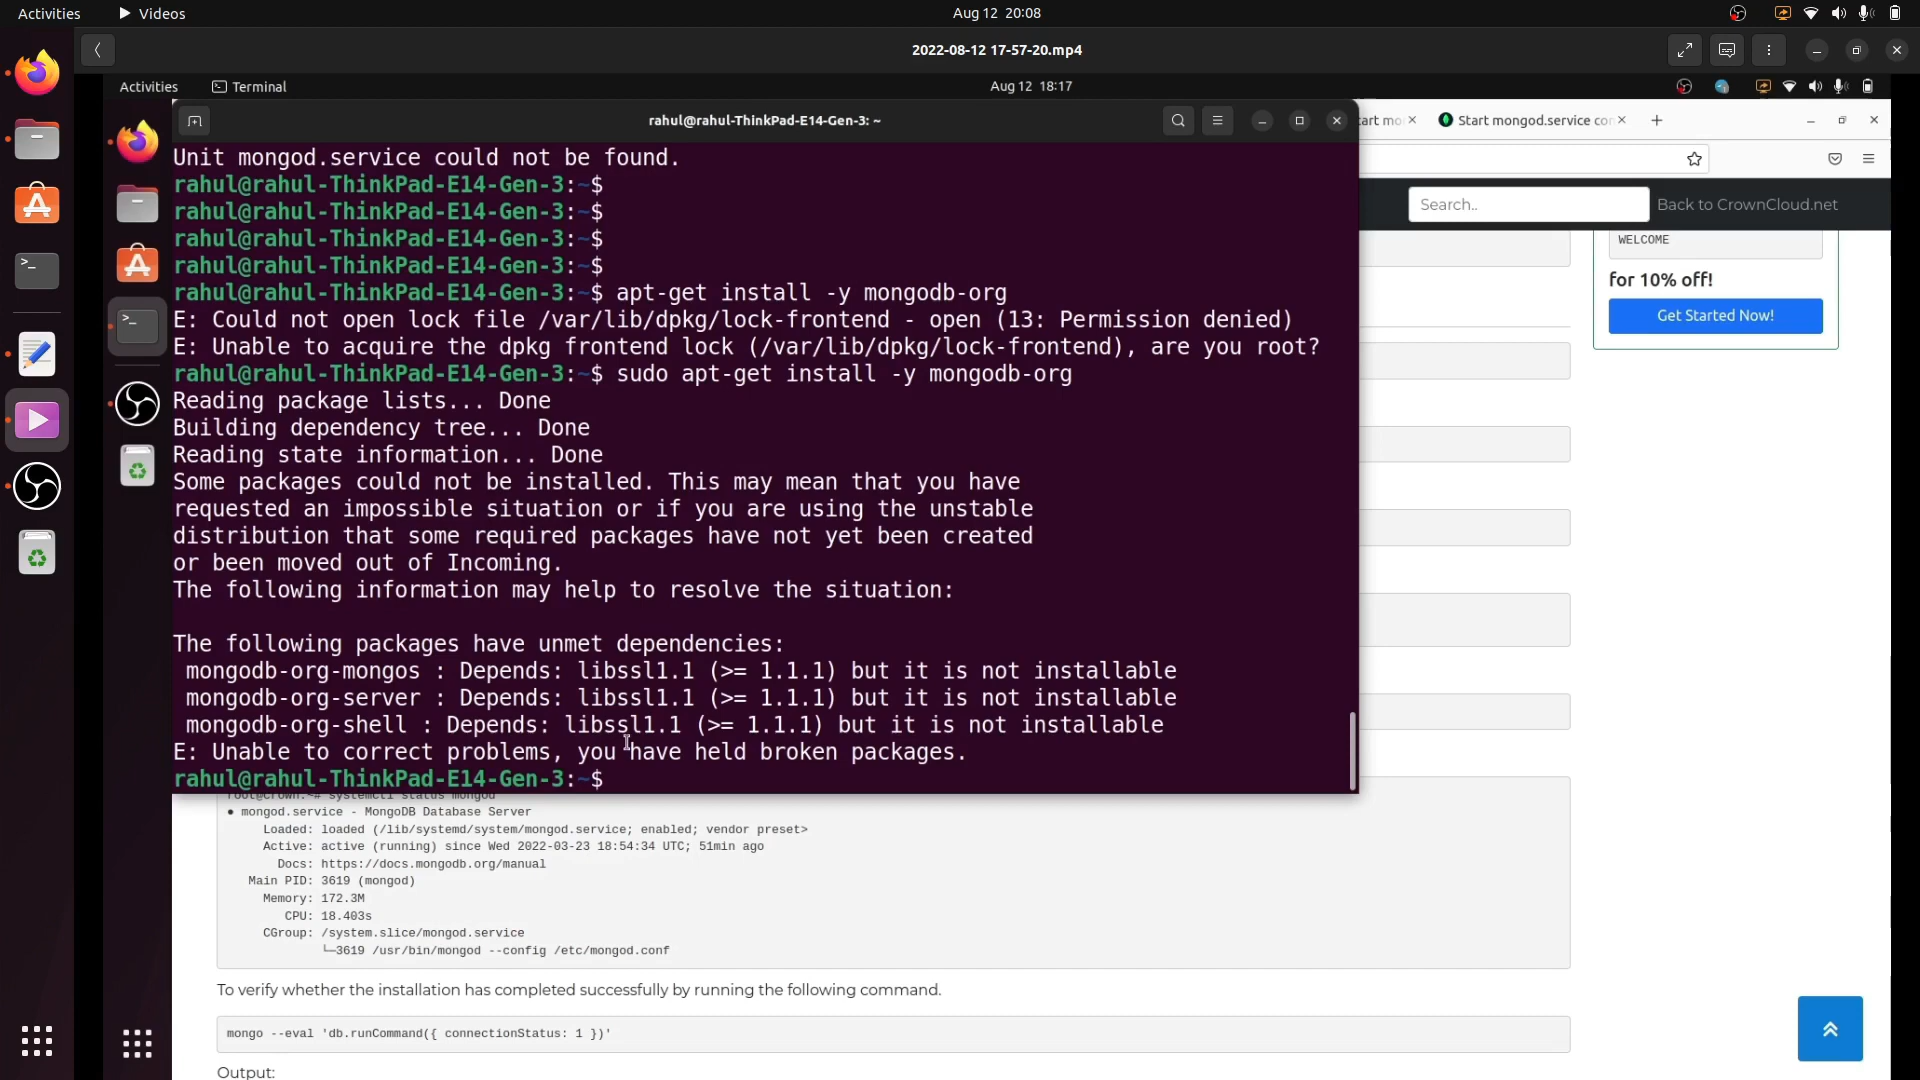 Activities
Videos
Aug 12 20:08
2022-08-12 17-57-20.mp4
Activities
Terminal
Aug 12 18:17
rahul@rahul-ThinkPad-E14-Gen-3: ~
Start mongod.service
Search..
Back to CrownCloud.net
WELCOME
for 10% off!
Get Started Now!
Unit mongod.service could not be found.
rahul@rahul-ThinkPad-E14-Gen-3:~$
rahul@rahul-ThinkPad-E14-Gen-3:~$
rahul@rahul-ThinkPad-E14-Gen-3:~$
rahul@rahul-ThinkPad-E14-Gen-3:~$
rahul@rahul-ThinkPad-E14-Gen-3:~$ apt-get install -y mongodb-org
E: Could not open lock file /var/lib/dpkg/lock-frontend - open (13: Permission denied)
E: Unable to acquire the dpkg frontend lock (/var/lib/dpkg/lock-frontend), are you root?
rahul@rahul-ThinkPad-E14-Gen-3:~$ sudo apt-get install -y mongodb-org
Reading package lists... Done
Building dependency tree... Done
Reading state information... Done
Some packages could not be installed. This may mean that you have
requested an impossible situation or if you are using the unstable
distribution that some required packages have not yet been created
or been moved out of Incoming.
The following information may help to resolve the situation:
The following packages have unmet dependencies:
mongodb-org-mongos : Depends: libssl1.1 (>= 1.1.1) but it is not installable
mongodb-org-server : Depends: libssl1.1 (>= 1.1.1) but it is not installable
mongodb-org-shell : Depends: libssl1.1 (>= 1.1.1) but it is not installable
E: Unable to correct problems, you have held broken packages.
rahul@rahul-ThinkPad-E14-Gen-3:~$
root@crown:~# systemctl status mongod
● mongod.service - MongoDB Database Server
Loaded: loaded (/lib/systemd/system/mongod.service; enabled; vendor preset>
Active: active (running) since Wed 2022-03-23 18:54:34 UTC; 51min ago
Docs: https://docs.mongodb.org/manual
Main PID: 3619 (mongod)
Memory: 172.3M
CPU: 18.403s
CGroup: /system.slice/mongod.service
└─3619 /usr/bin/mongod --config /etc/mongod.conf
To verify whether the installation has completed successfully by running the following command.
mongo --eval 'db.runCommand({ connectionStatus: 1 })'
Output: